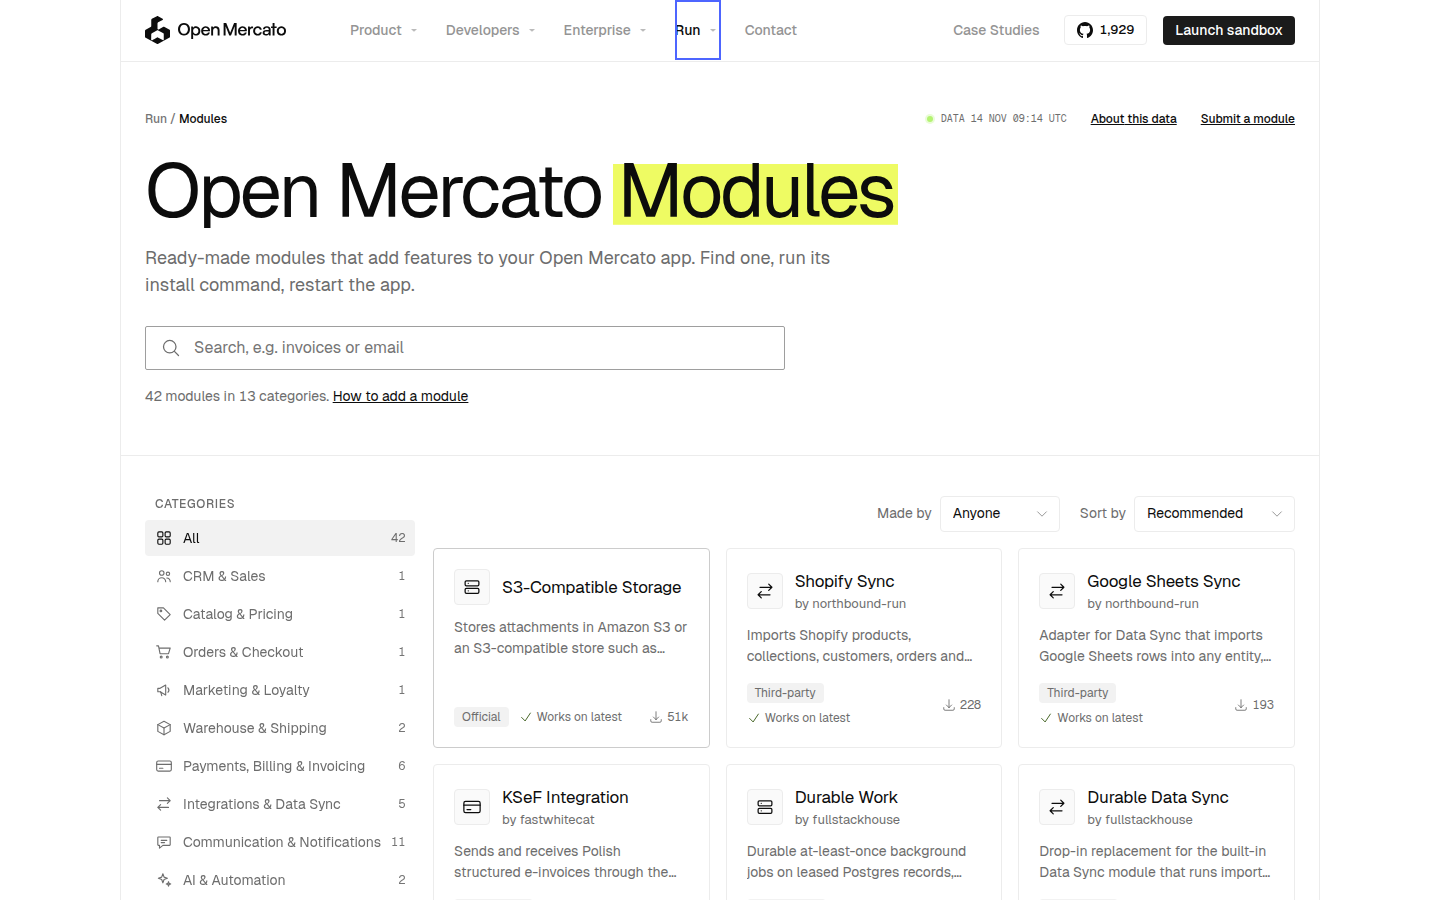 Open Mercato
Product
Developers
Enterprise
Run
Contact
Case Studies
1,929
Launch sandbox
Run / Modules
DATA 14 NOV 09:14 UTC
About this data
Submit a module
Open Mercato Modules
Ready-made modules that add features to your Open Mercato app. Find one, run its
install command, restart the app.
Search, e.g. invoices or email
42 modules in 13 categories. How to add a module
CATEGORIES
All 42
CRM & Sales 1
Catalog & Pricing 1
Orders & Checkout 1
Marketing & Loyalty 1
Warehouse & Shipping 2
Payments, Billing & Invoicing 6
Integrations & Data Sync 5
Communication & Notifications 11
AI & Automation 2
Made by Anyone
Sort by Recommended
S3-Compatible Storage
Stores attachments in Amazon S3 or
an S3-compatible store such as…
Official
Works on latest
51k
Shopify Sync
by northbound-run
Imports Shopify products,
collections, customers, orders and…
Third-party
Works on latest
228
Google Sheets Sync
by northbound-run
Adapter for Data Sync that imports
Google Sheets rows into any entity,…
Third-party
Works on latest
193
KSeF Integration
by fastwhitecat
Sends and receives Polish
structured e-invoices through the…
Durable Work
by fullstackhouse
Durable at-least-once background
jobs on leased Postgres records,…
Durable Data Sync
by fullstackhouse
Drop-in replacement for the built-in
Data Sync module that runs import…